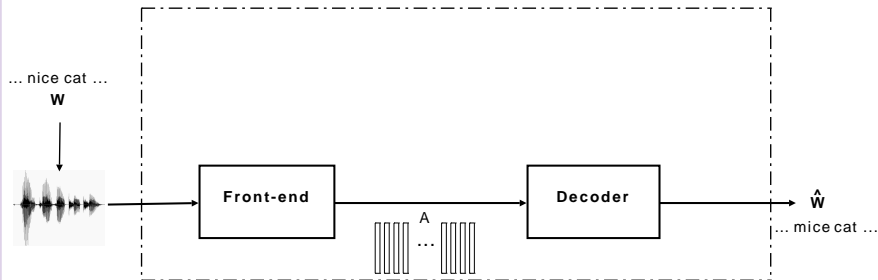 ... nice cat ...
W
Front-end
Decoder
A
...
Ŵ
... mice cat ...